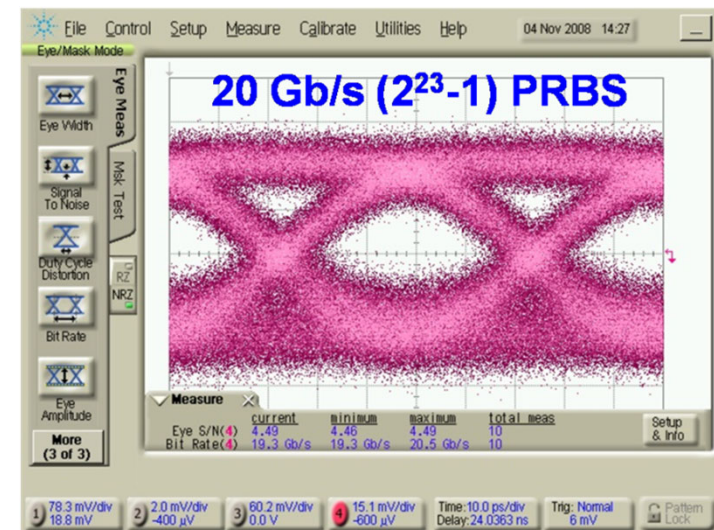 File Control Setup Measure Calibrate Utilities Help 04 Nov 2008 14:27
Eye/Mask Mode
20 Gb/s (2²³-1) PRBS
Eye Meas
Msk Test
Eye Width
Signal
To Noise
Duty Cycle
Distortion
RZ
NRZ
Bit Rate
Eye
Amplitude
More
(3 of 3)
Measure
current minimum maximum total meas
Eye S/N(4) 4.49 4.46 4.49 10
Bit Rate(4) 19.3 Gb/s 19.3 Gb/s 20.5 Gb/s 10
Setup
& Info
1 78.3 mV/div
18.8 mV
2 2.0 mV/div
-400 µV
3 60.2 mV/div
0.0 V
4 15.1 mV/div
-600 µV
Time:10.0 ps/div
Delay:24.0363 ns
Trig: Normal
6 mV
Pattern
Lock